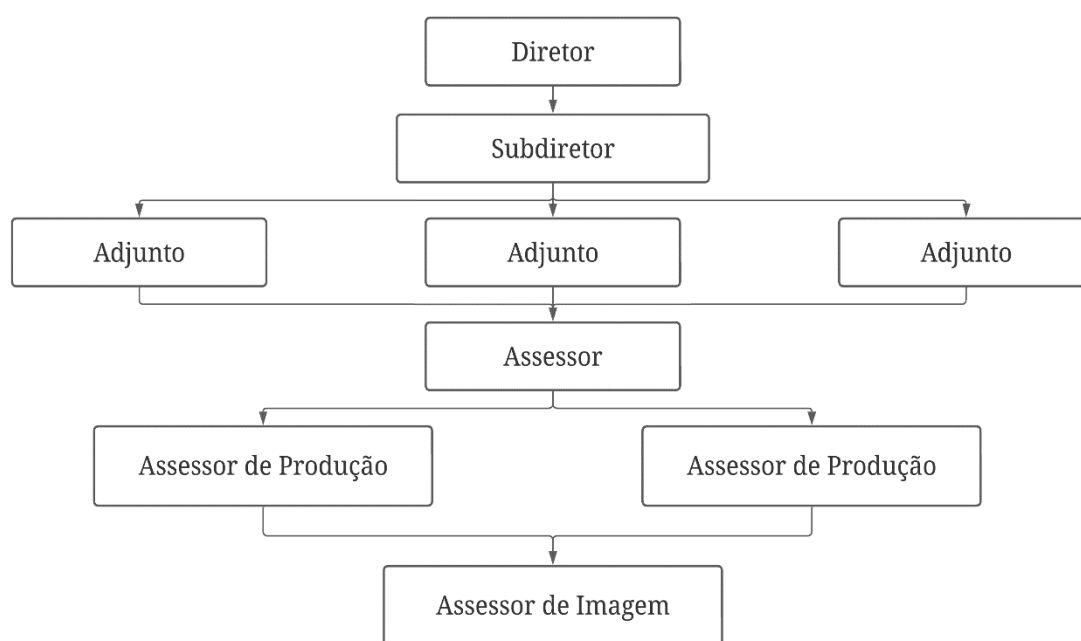 Diretor
Subdiretor
Adjunto
Adjunto
Adjunto
Assessor
Assessor de Produção
Assessor de Produção
Assessor de Imagem